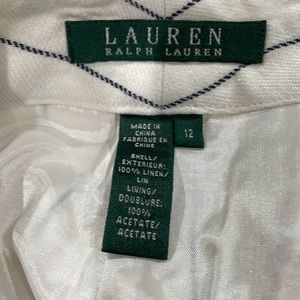 LAUREN
RALPH LAUREN
MADE IN
CHINA
FABRIQUE EN
CHINE
12
SHELL/
EXTERIEUR:
100% LINEN/
LIN
LINING/
DOUBLURE:
100%
ACETATE/
ACETATE